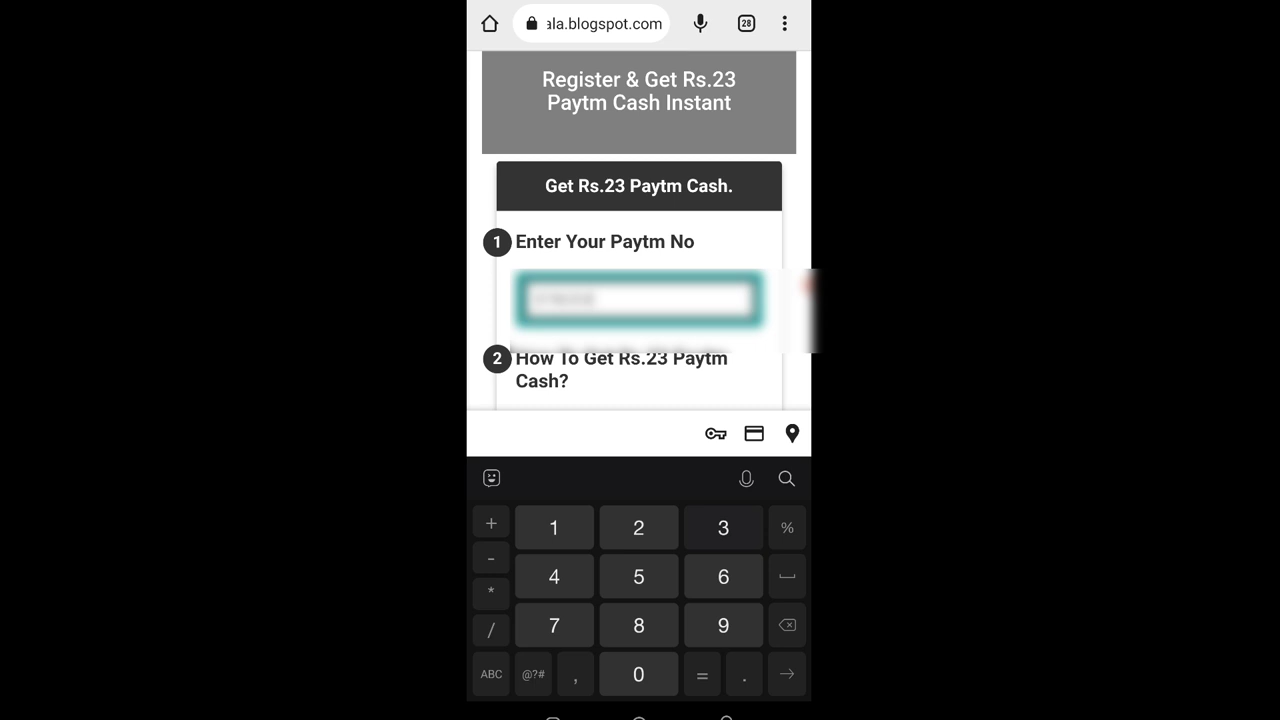 ala.blogspot.com
28
Register & Get Rs.23
Paytm Cash Instant
Get Rs.23 Paytm Cash.
1 Enter Your Paytm No
2 How To Get Rs.23 Paytm
Cash?
+ 1 2 3 %
- 4 5 6
* 7 8 9
/
ABC @?# , 0 = .